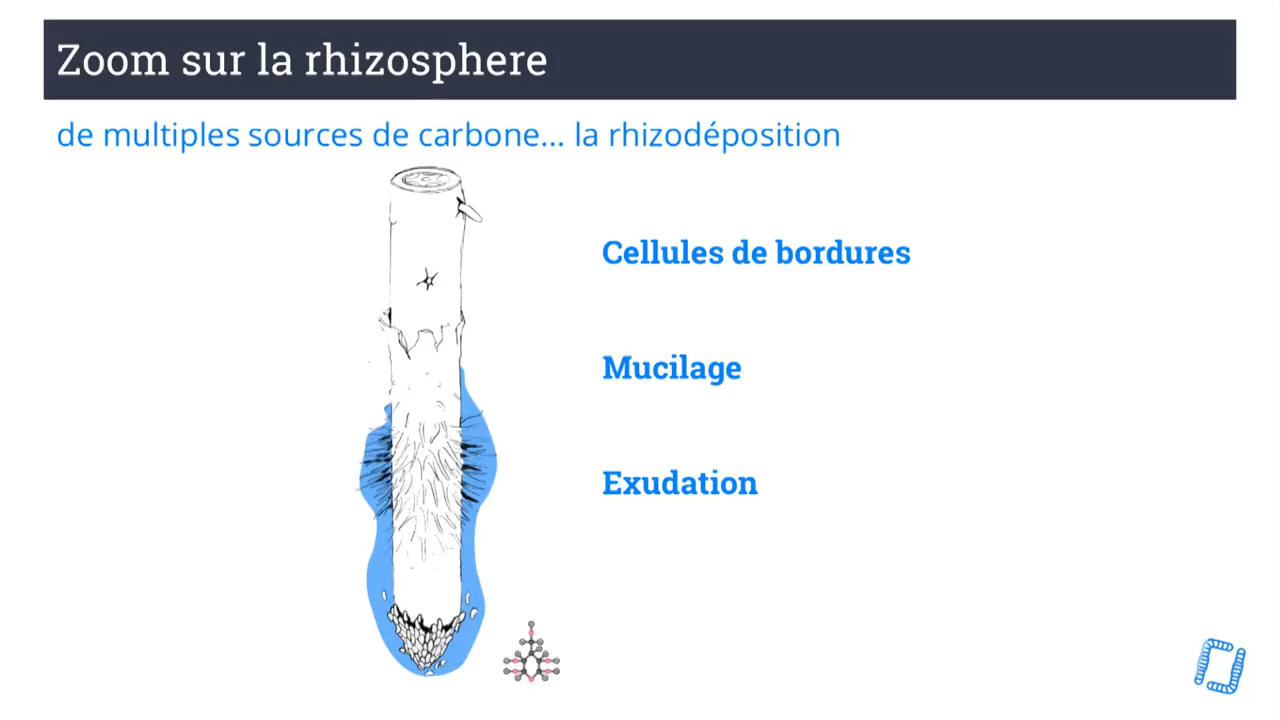 Zoom sur la rhizosphere
de multiples sources de carbone... la rhizodéposition
Cellules de bordures
Mucilage
Exudation